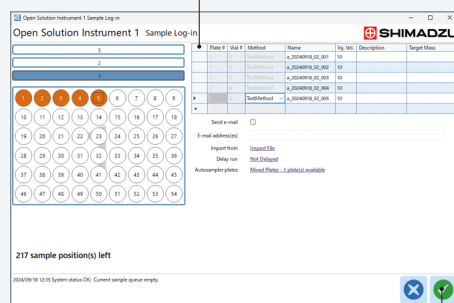 Open Solution Instrument 1 Sample Log-in
Open Solution Instrument 1 Sample Log-in
SHIMADZU
3
2
1
Plate # Vial # Method Name Inj. Vol. Description Target Mass
TestMethod a_20240918_02_001 10
TestMethod a_20240918_02_002 10
TestMethod a_20240918_02_003 10
TestMethod a_20240918_02_004 10
TestMethod a_20240918_02_005 10
1 2 3 4 5 6 7 8 9
10 11 12 13 14 15 16 17 18
19 20 21 22 23 24 25 26 27
28 29 30 31 32 33 34 35 36
37 38 39 40 41 42 43 44 45
46 47 48 49 50 51 52 53 54
Send e-mail
E-mail address(es)
Import from Import File
Delay run Not Delayed
Autosampler plates Mixed Plates - 3 plate(s) available
217 sample position(s) left
2024/09/18 12:35 System status OK: Current sample queue empty.